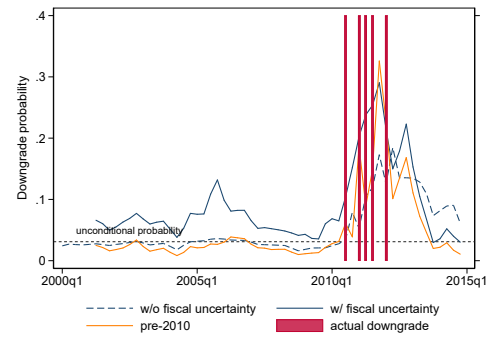 .4
.3
.2
.1
0
Downgrade probability
unconditional probability
2000q1 2005q1 2010q1 2015q1
w/o fiscal uncertainty w/ fiscal uncertainty
pre-2010 actual downgrade